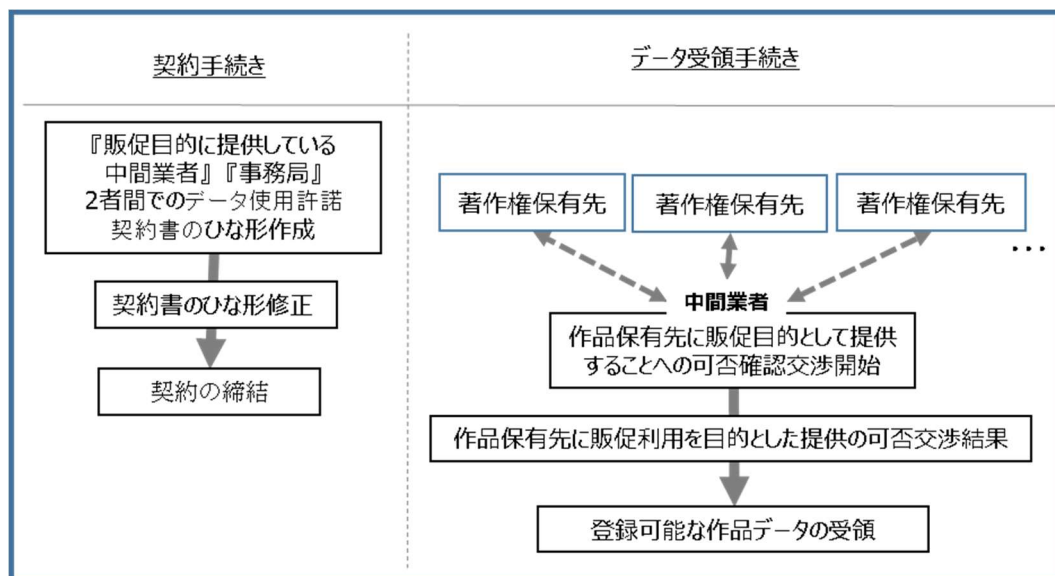 契約手続き
『販促目的に提供している
中間業者』『事務局』
2者間でのデータ使用許諾
契約書のひな形作成
契約書のひな形修正
契約の締結
データ受領手続き
著作権保有先
著作権保有先
著作権保有先
…
中間業者
作品保有先に販促目的として提供
することへの可否確認交渉開始
作品保有先に販促利用を目的とした提供の可否交渉結果
登録可能な作品データの受領